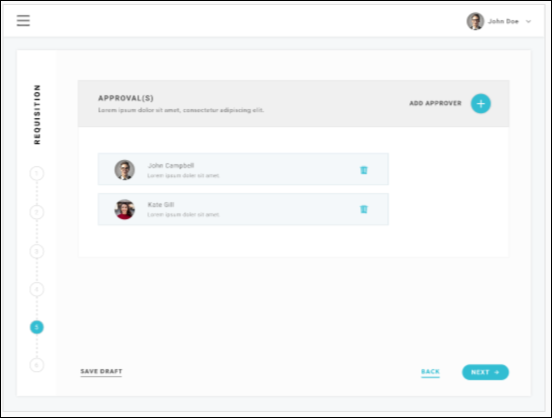 John Doe
REQUISITION
APPROVAL(S)
Lorem ipsum dolor sit amet, consectetur adipiscing elit.
ADD APPROVER
John Campbell
Lorem ipsum dolor sit amet
Kate Gill
Lorem ipsum dolor sit amet
1
2
3
4
5
6
SAVE DRAFT
BACK
NEXT